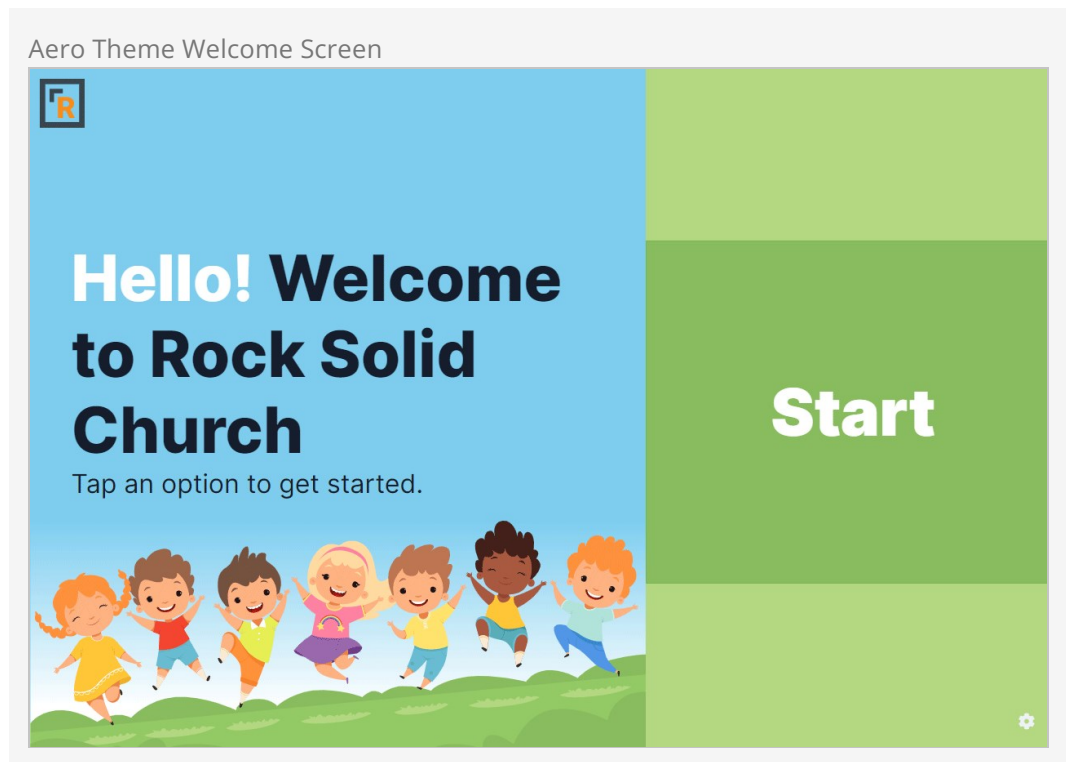 Aero Theme Welcome Screen
R
Hello! Welcome
to Rock Solid
Church
Tap an option to get started.
Start